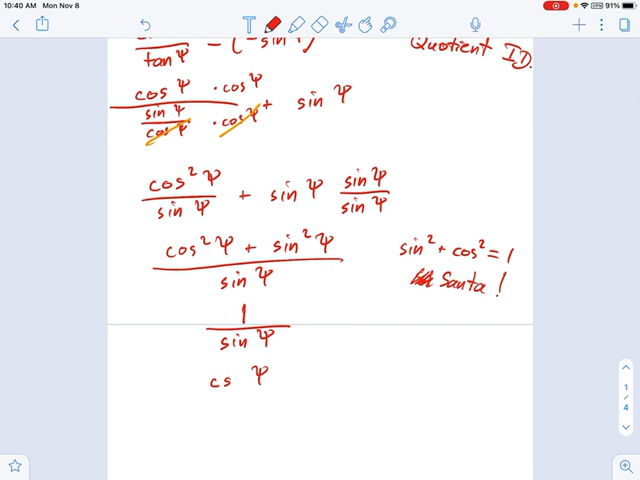 10:40 AM Mon Nov 8
91%
tan Ψ
Quotient ID.
cos Ψ · cos Ψ
sin Ψ
cos Ψ · cos Ψ + sin Ψ
cos² Ψ / sin Ψ + sin Ψ sin Ψ / sin Ψ
cos² Ψ + sin² Ψ
sin Ψ
sin² + cos² = 1
Santa!
1
sin Ψ
cs Ψ
1
/ 4